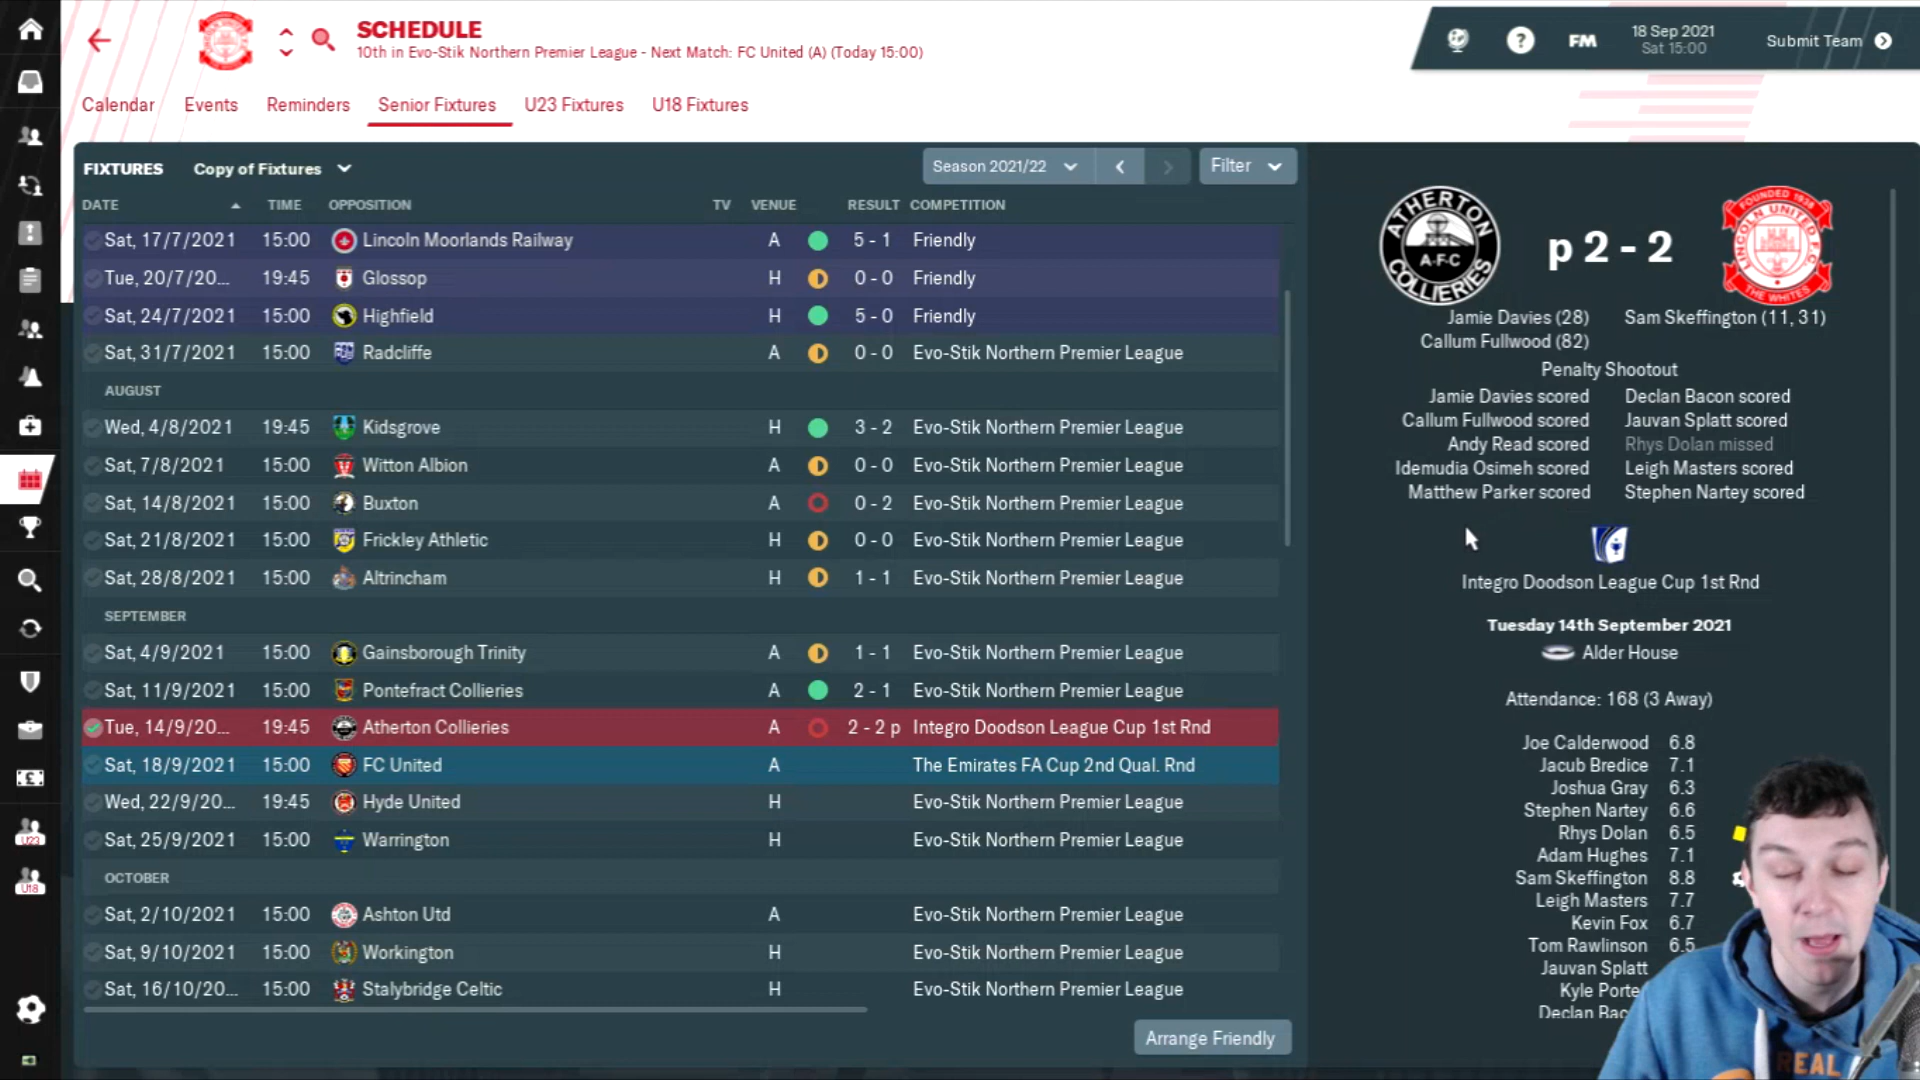 SCHEDULE
10th in Evo-Stik Northern Premier League - Next Match: FC United (A) (Today 15:00)
FM
18 Sep 2021
Sat 15:00
Submit Team
Calendar Events Reminders Senior Fixtures U23 Fixtures U18 Fixtures
FIXTURES Copy of Fixtures Season 2021/22 Filter
DATE TIME OPPOSITION TV VENUE RESULT COMPETITION
Sat, 17/7/2021 15:00 Lincoln Moorlands Railway A 5 - 1 Friendly
Tue, 20/7/20... 19:45 Glossop H 0 - 0 Friendly
Sat, 24/7/2021 15:00 Highfield H 5 - 0 Friendly
Sat, 31/7/2021 15:00 Radcliffe A 0 - 0 Evo-Stik Northern Premier League
AUGUST
Wed, 4/8/2021 19:45 Kidsgrove H 3 - 2 Evo-Stik Northern Premier League
Sat, 7/8/2021 15:00 Witton Albion A 0 - 0 Evo-Stik Northern Premier League
Sat, 14/8/2021 15:00 Buxton A 0 - 2 Evo-Stik Northern Premier League
Sat, 21/8/2021 15:00 Frickley Athletic H 0 - 0 Evo-Stik Northern Premier League
Sat, 28/8/2021 15:00 Altrincham H 1 - 1 Evo-Stik Northern Premier League
SEPTEMBER
Sat, 4/9/2021 15:00 Gainsborough Trinity A 1 - 1 Evo-Stik Northern Premier League
Sat, 11/9/2021 15:00 Pontefract Collieries A 2 - 1 Evo-Stik Northern Premier League
Tue, 14/9/20... 19:45 Atherton Collieries A 2 - 2 p Integro Doodson League Cup 1st Rnd
Sat, 18/9/2021 15:00 FC United A The Emirates FA Cup 2nd Qual. Rnd
Wed, 22/9/20... 19:45 Hyde United H Evo-Stik Northern Premier League
Sat, 25/9/2021 15:00 Warrington H Evo-Stik Northern Premier League
OCTOBER
Sat, 2/10/2021 15:00 Ashton Utd A Evo-Stik Northern Premier League
Sat, 9/10/2021 15:00 Workington H Evo-Stik Northern Premier League
Sat, 16/10/20... 15:00 Stalybridge Celtic H Evo-Stik Northern Premier League
Arrange Friendly
U23
U18
ATHERTON
A-F-C
COLLIERIES
p 2 - 2
FOUNDED 1938
LINCOLN UNITED F.C.
THE WHITES
Jamie Davies (28) Sam Skeffington (11, 31)
Callum Fullwood (82)
Penalty Shootout
Jamie Davies scored Declan Bacon scored
Callum Fullwood scored Jauvan Splatt scored
Andy Read scored Rhys Dolan missed
Idemudia Osimeh scored Leigh Masters scored
Matthew Parker scored Stephen Nartey scored
Integro Doodson League Cup 1st Rnd
Tuesday 14th September 2021
Alder House
Attendance: 168 (3 Away)
Joe Calderwood 6.8
Jacub Bredice 7.1
Joshua Gray 6.3
Stephen Nartey 6.6
Rhys Dolan 6.5
Adam Hughes 7.1
Sam Skeffington 8.8
Leigh Masters 7.7
Kevin Fox 6.7
Tom Rawlinson 6.5
Jauvan Splatt
Kyle Porte
Declan Bac
REAL